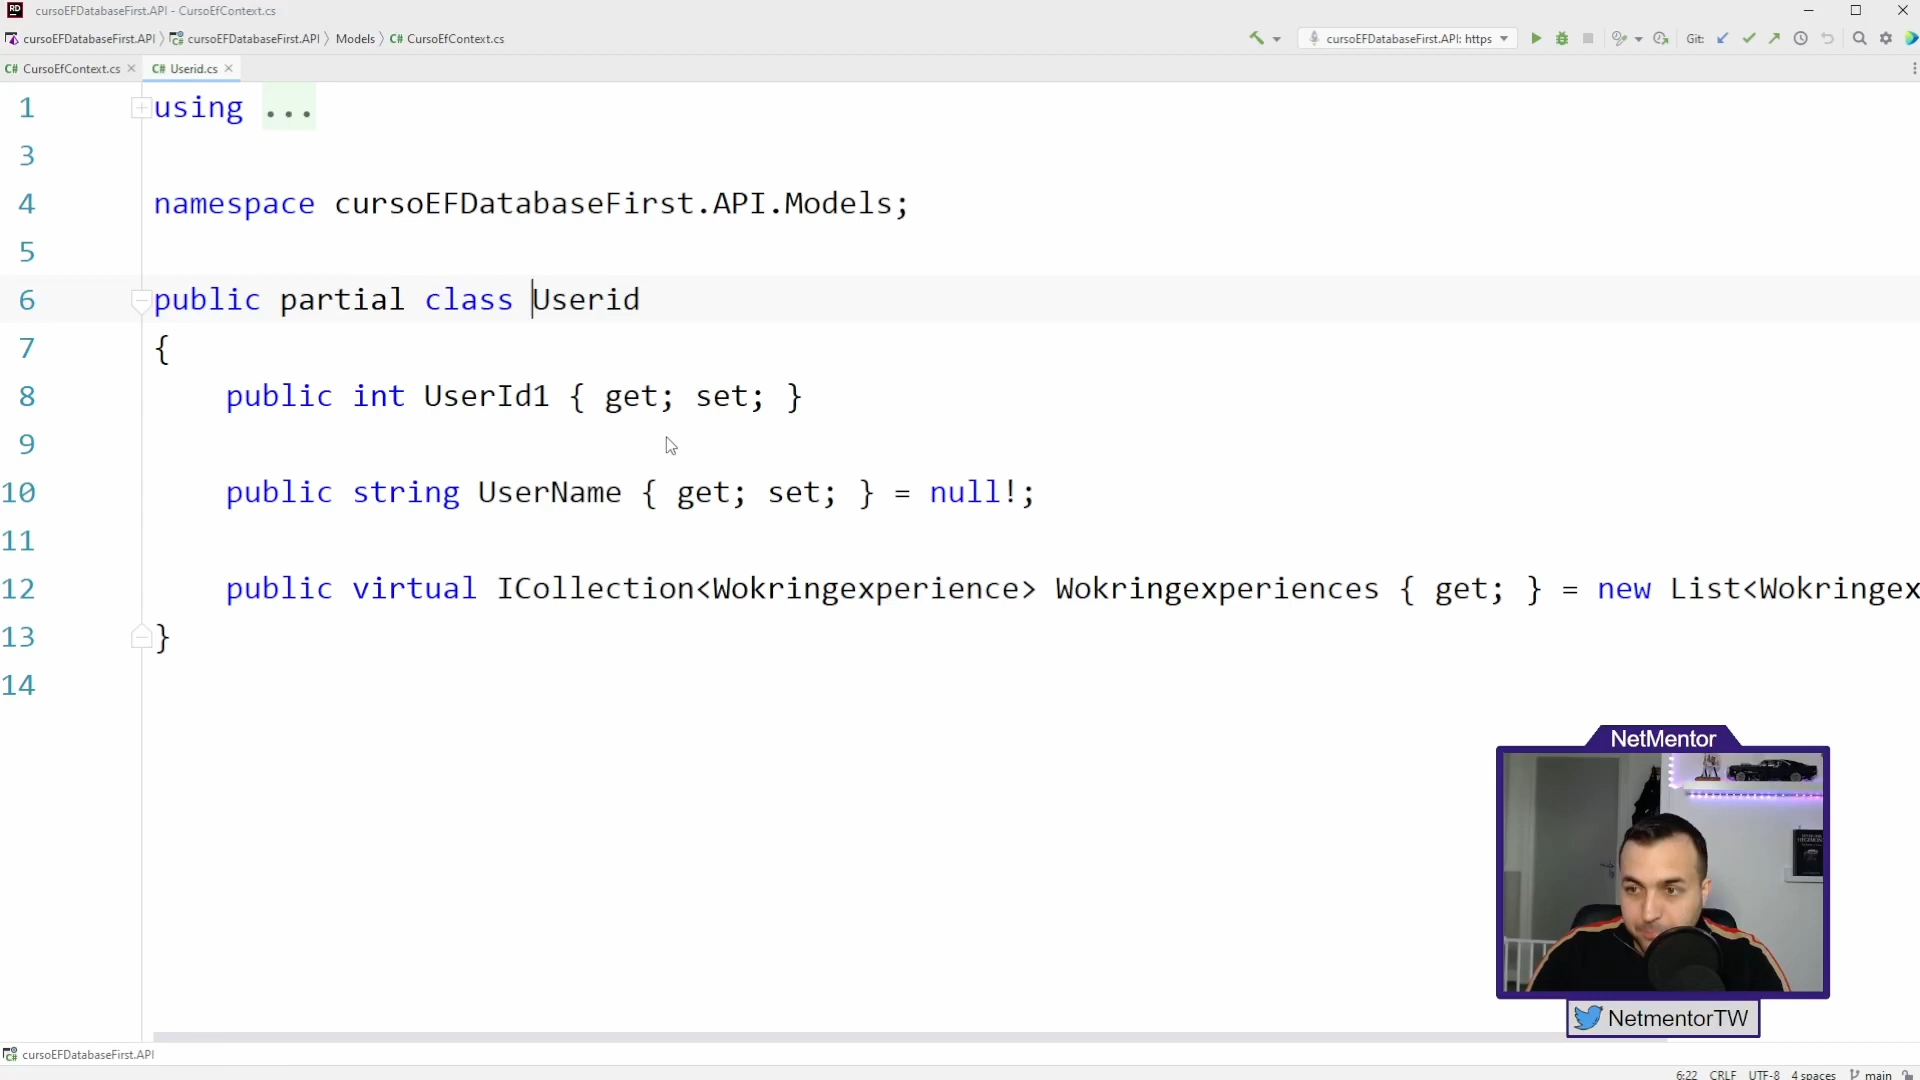 cursoEFDatabaseFirst.API - CursoEfContext.cs
cursoEFDatabaseFirst.API cursoEFDatabaseFirst.API Models C# CursoEfContext.cs
cursoEFDatabaseFirst.API: https Git:
C# CursoEfContext.cs C# Userid.cs
1 using ...
3
4 namespace cursoEFDatabaseFirst.API.Models;
5
6 public partial class Userid
7 {
8 public int UserId1 { get; set; }
9
10 public string UserName { get; set; } = null!;
11
12 public virtual ICollection<Wokringexperience> Wokringexperiences { get; } = new List<Wokringex
13 }
14
NetMentor
NetmentorTW
cursoEFDatabaseFirst.API
6:22 CRLF UTF-8 4 spaces main